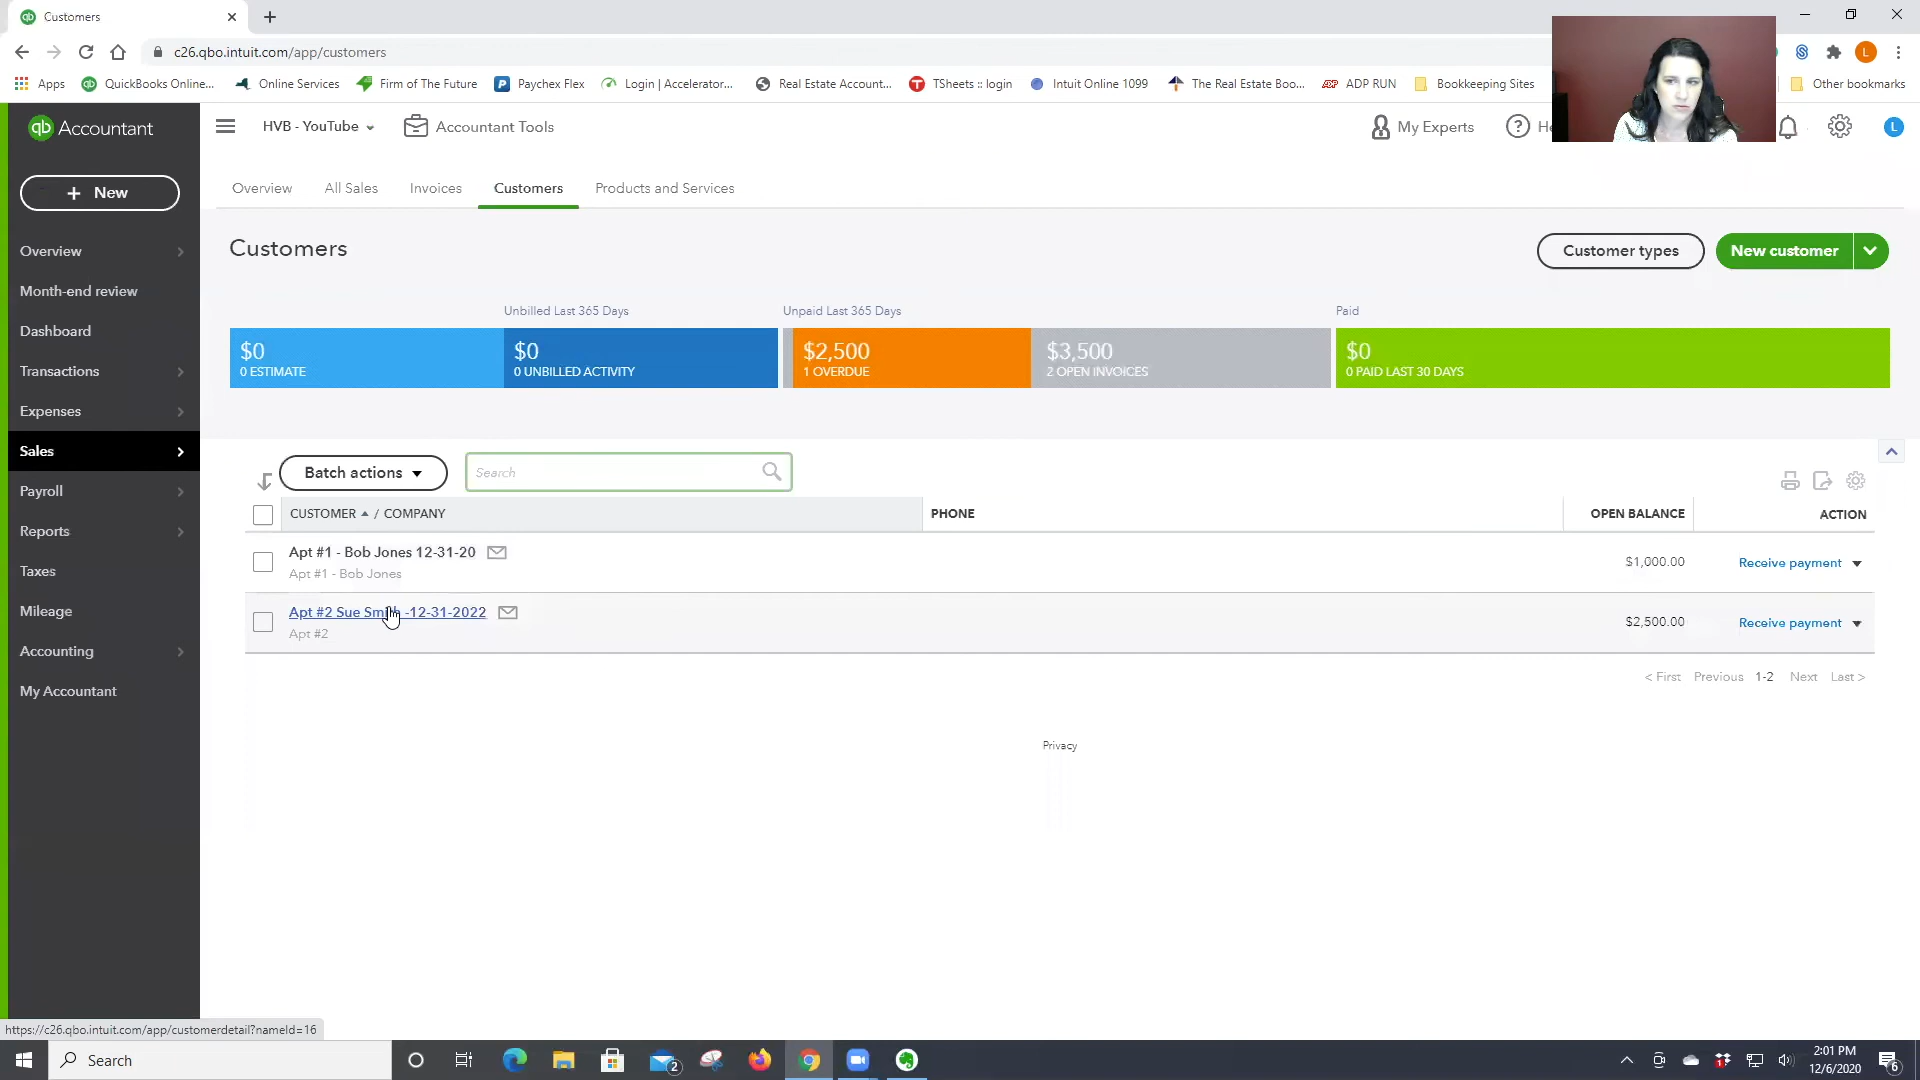 Customers
c26.qbo.intuit.com/app/customers
Apps
QuickBooks Online...
Online Services
Firm of The Future
Paychex Flex
Login | Accelerator...
Real Estate Account...
TSheets :: login
Intuit Online 1099
The Real Estate Boo...
ADP RUN
Bookkeeping Sites
Other bookmarks
L
qb Accountant
HVB - YouTube
Accountant Tools
My Experts
L
+ New
Overview
Month-end review
Dashboard
Transactions
Expenses
Sales
Payroll
Reports
Taxes
Mileage
Accounting
My Accountant
Overview
All Sales
Invoices
Customers
Products and Services
Customers
Customer types
New customer
Unbilled Last 365 Days
Unpaid Last 365 Days
Paid
$0
0 ESTIMATE
$0
0 UNBILLED ACTIVITY
$2,500
1 OVERDUE
$3,500
2 OPEN INVOICES
$0
0 PAID LAST 30 DAYS
Batch actions
Search
CUSTOMER / COMPANY
PHONE
OPEN BALANCE
ACTION
Apt #1 - Bob Jones 12-31-20
Apt #1 - Bob Jones
$1,000.00
Receive payment
Apt #2 Sue Smith -12-31-2022
Apt #2
$2,500.00
Receive payment
< First Previous 1-2 Next Last >
Privacy
https://c26.qbo.intuit.com/app/customerdetail?nameId=16
Search
2
1
2:01 PM
12/6/2020
6